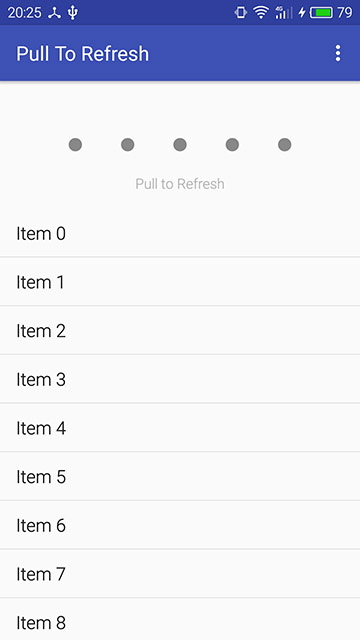 20:25 4G 79
Pull To Refresh
Pull to Refresh
Item 0
Item 1
Item 2
Item 3
Item 4
Item 5
Item 6
Item 7
Item 8